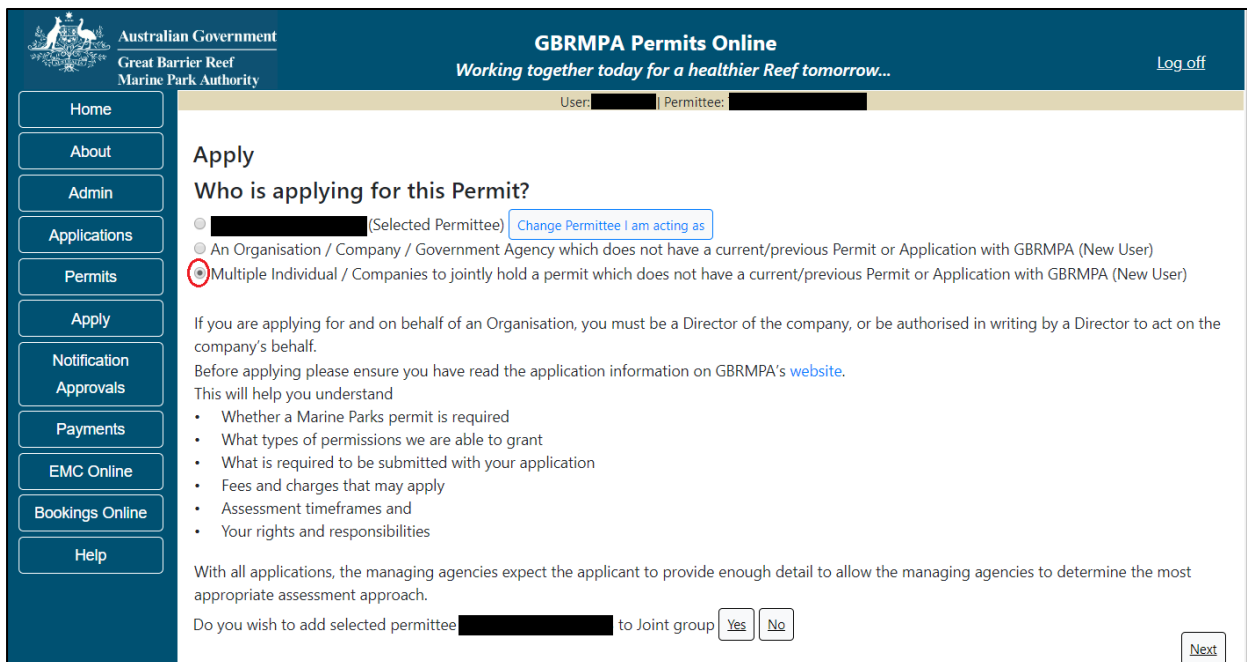 Australian Government
Great Barrier Reef
Marine Park Authority
GBRMPA Permits Online
Working together today for a healthier Reef tomorrow...
Log off
User: | Permittee:
Home
About
Admin
Applications
Permits
Apply
Notification
Approvals
Payments
EMC Online
Bookings Online
Help
Apply
Who is applying for this Permit?
(Selected Permittee) Change Permittee I am acting as
An Organisation / Company / Government Agency which does not have a current/previous Permit or Application with GBRMPA (New User)
Multiple Individual / Companies to jointly hold a permit which does not have a current/previous Permit or Application with GBRMPA (New User)
If you are applying for and on behalf of an Organisation, you must be a Director of the company, or be authorised in writing by a Director to act on the
company's behalf.
Before applying please ensure you have read the application information on GBRMPA's website.
This will help you understand
• Whether a Marine Parks permit is required
• What types of permissions we are able to grant
• What is required to be submitted with your application
• Fees and charges that may apply
• Assessment timeframes and
• Your rights and responsibilities
With all applications, the managing agencies expect the applicant to provide enough detail to allow the managing agencies to determine the most
appropriate assessment approach.
Do you wish to add selected permittee to Joint group Yes No
Next